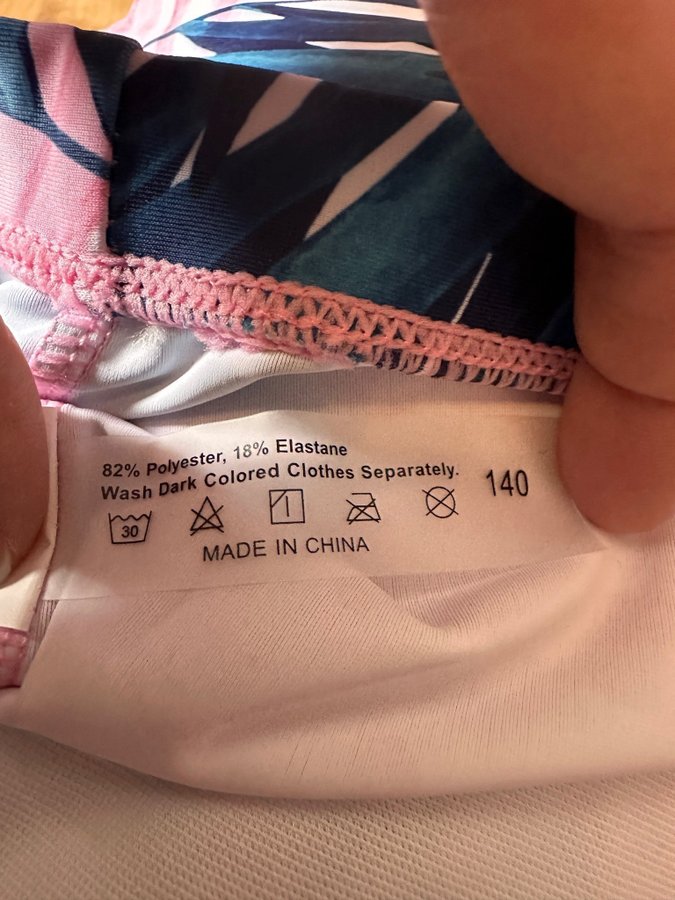 82% Polyester, 18% Elastane
Wash Dark Colored Clothes Separately.
140
30
MADE IN CHINA